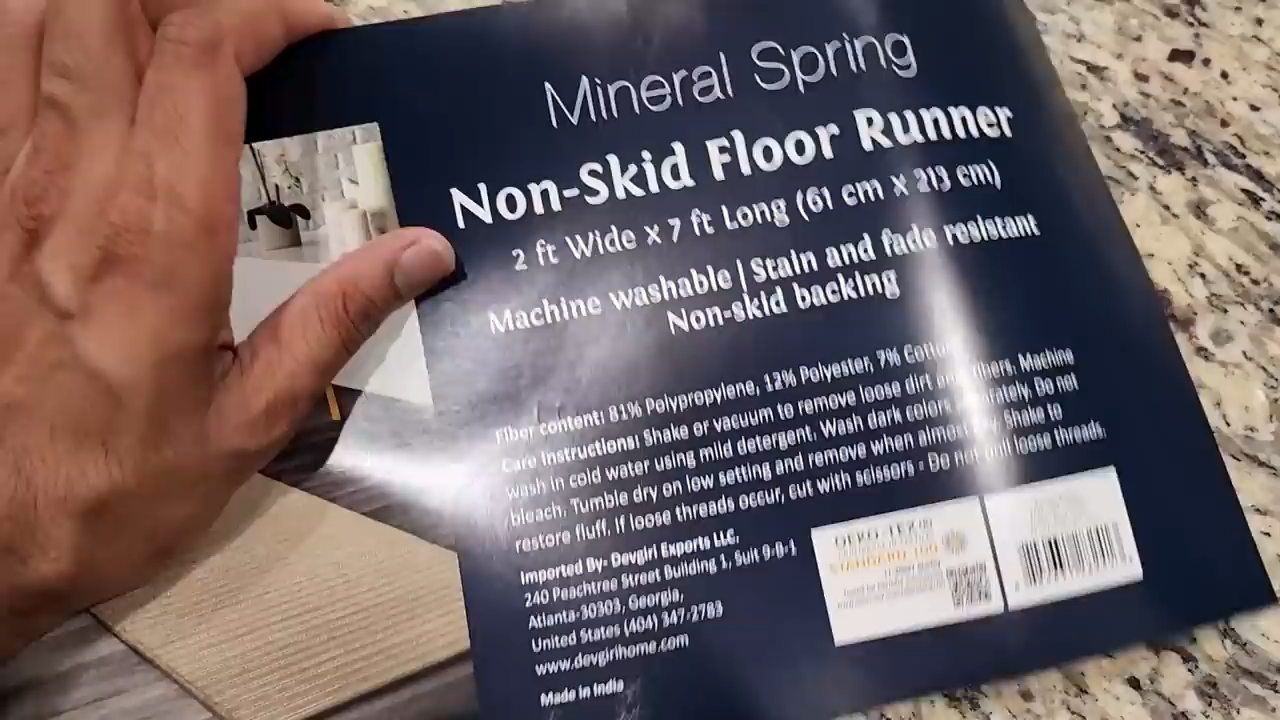 Mineral Spring
Non-Skid Floor Runner
2 ft Wide x 7 ft Long (61 cm x 213 cm)
Machine washable | Stain and fade resistant
Non-skid backing
Fiber content: 81% Polypropylene, 12% Polyester, 7% Cotton
Care Instructions: Shake or vacuum to remove loose dirt and fibers. Machine
wash in cold water using mild detergent. Wash dark colors separately. Do not
bleach. Tumble dry on low setting and remove when almost dry. Shake to
restore fluff. If loose threads occur, cut with scissors - Do not pull loose threads.
Imported By- Devgiri Exports LLC.
240 Peachtree Street Building 1, Suit 9-B-1
Atlanta-30303, Georgia,
United States (404) 347-2783
www.devgirihome.com
Made in India
OEKO-TEX®
STANDARD 100